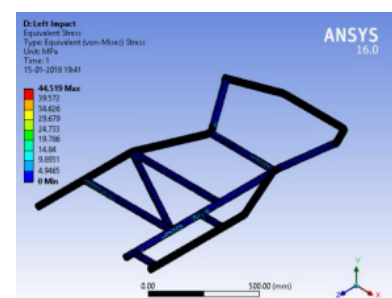 D: Left Impact
Equivalent Stress
Type: Equivalent (von-Mises) Stress
Unit: MPa
Time: 1
15-01-2018 19:41
44.519 Max
39.572
34.626
29.679
24.733
19.786
14.84
9.8931
4.9465
0 Min
ANSYS
16.0
0.00
500.00 (mm)
Y
Z
X